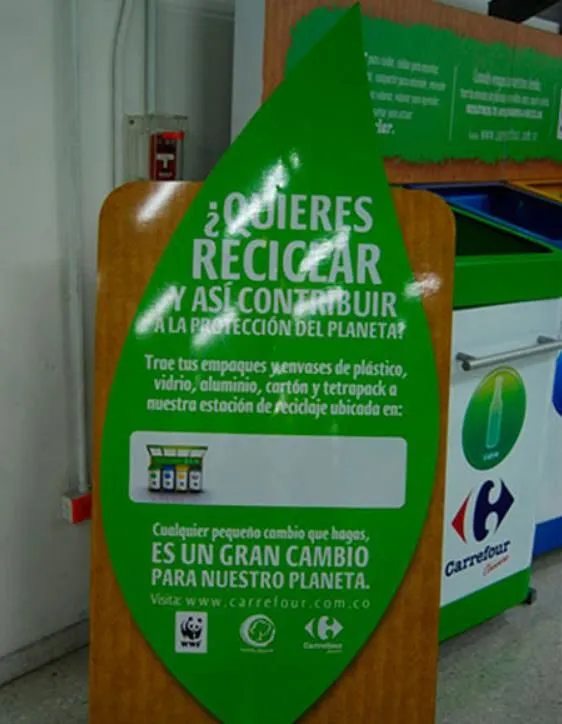 ¿QUIERES
RECICLAR
Y ASÍ CONTRIBUIR
A LA PROTECCIÓN DEL PLANETA?
Trae tus empaques y envases de plástico,
vidrio, aluminio, cartón y tetrapack a
nuestra estación de reciclaje ubicada en:
Cualquier pequeño cambio que hagas,
ES UN GRAN CAMBIO
PARA NUESTRO PLANETA.
Visita: www.carrefour.com.co
WWF
Carrefour
Carrefour